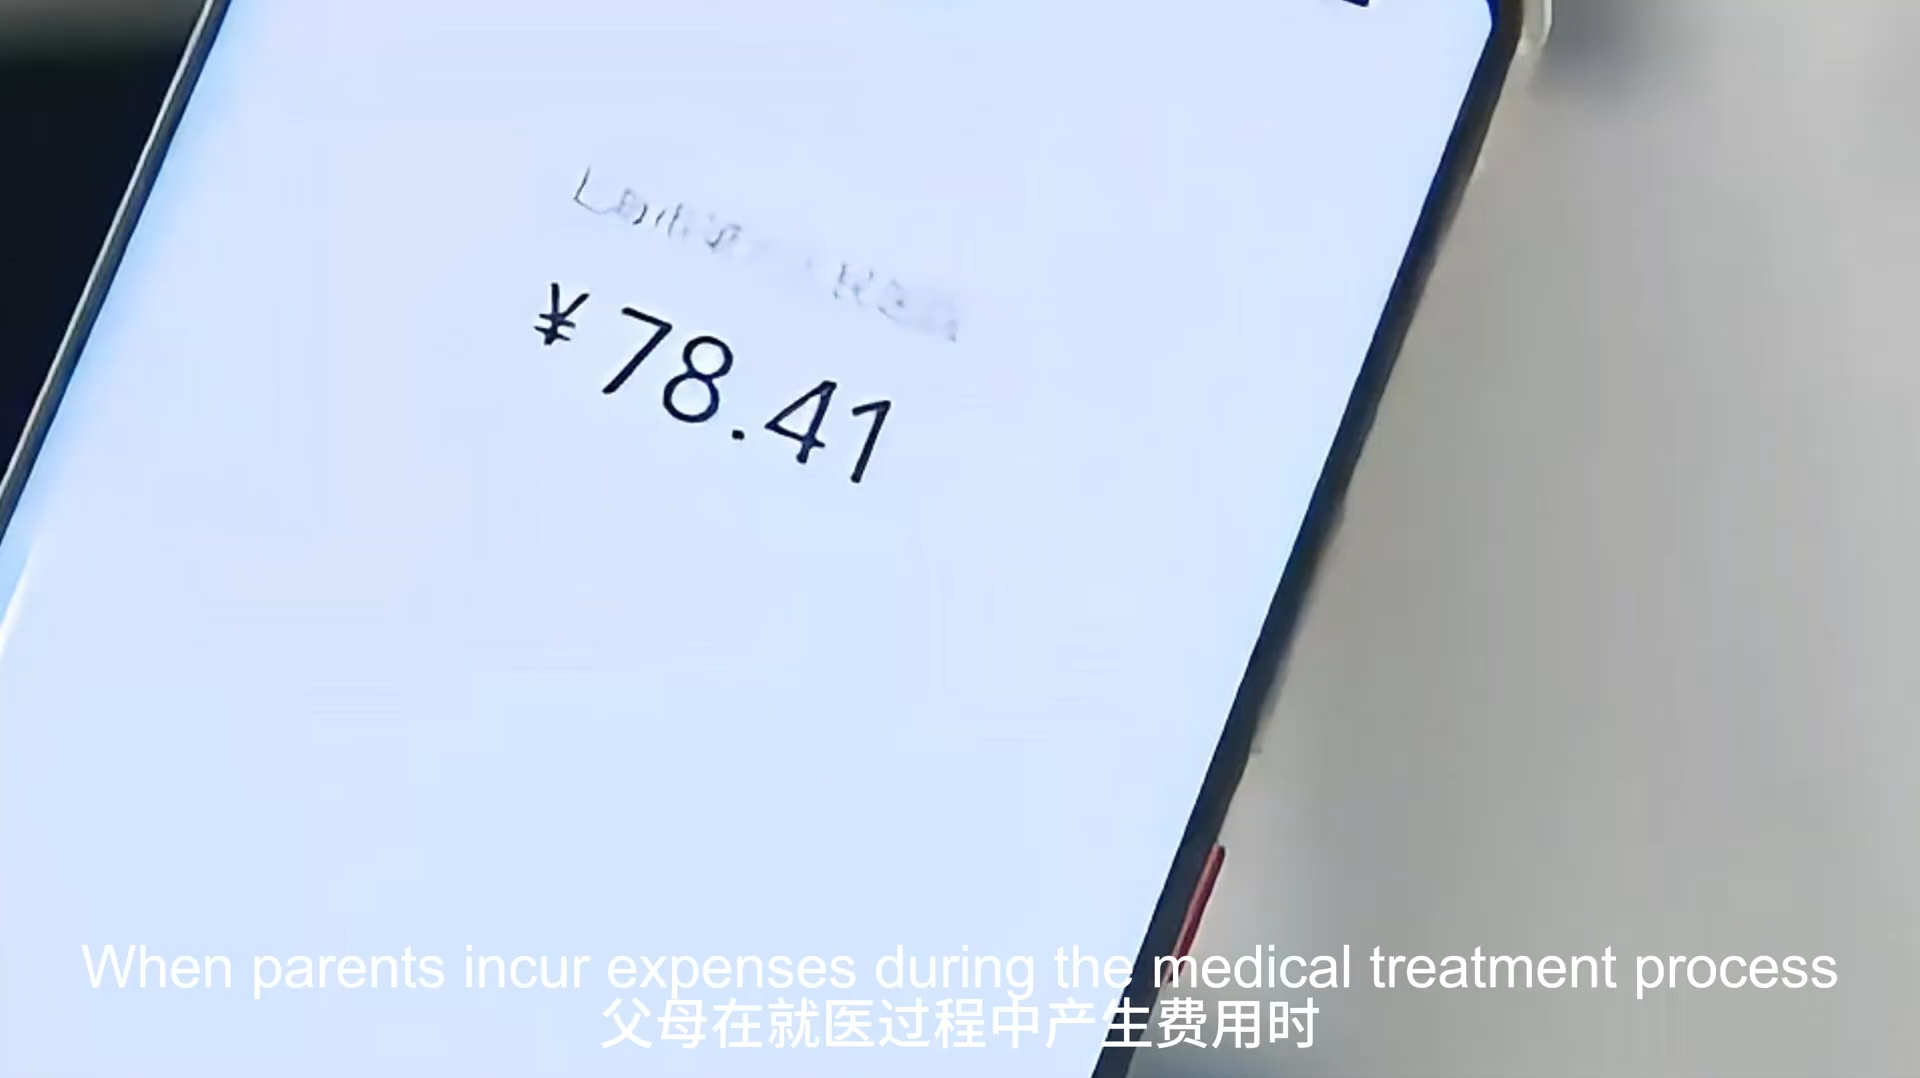 ¥78.41
When parents incur expenses during the medical treatment process
父母在就医过程中产生费用时